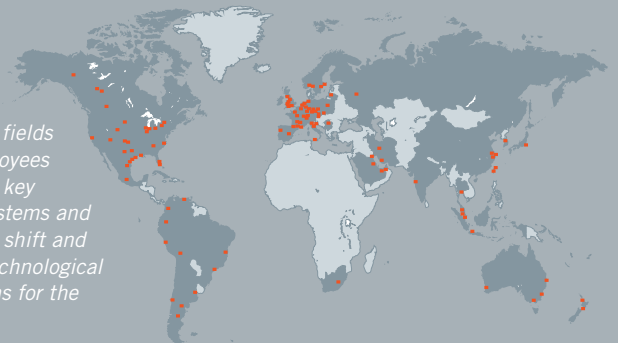 fields
oyees
key
stems and
shift and
chnological
s for the